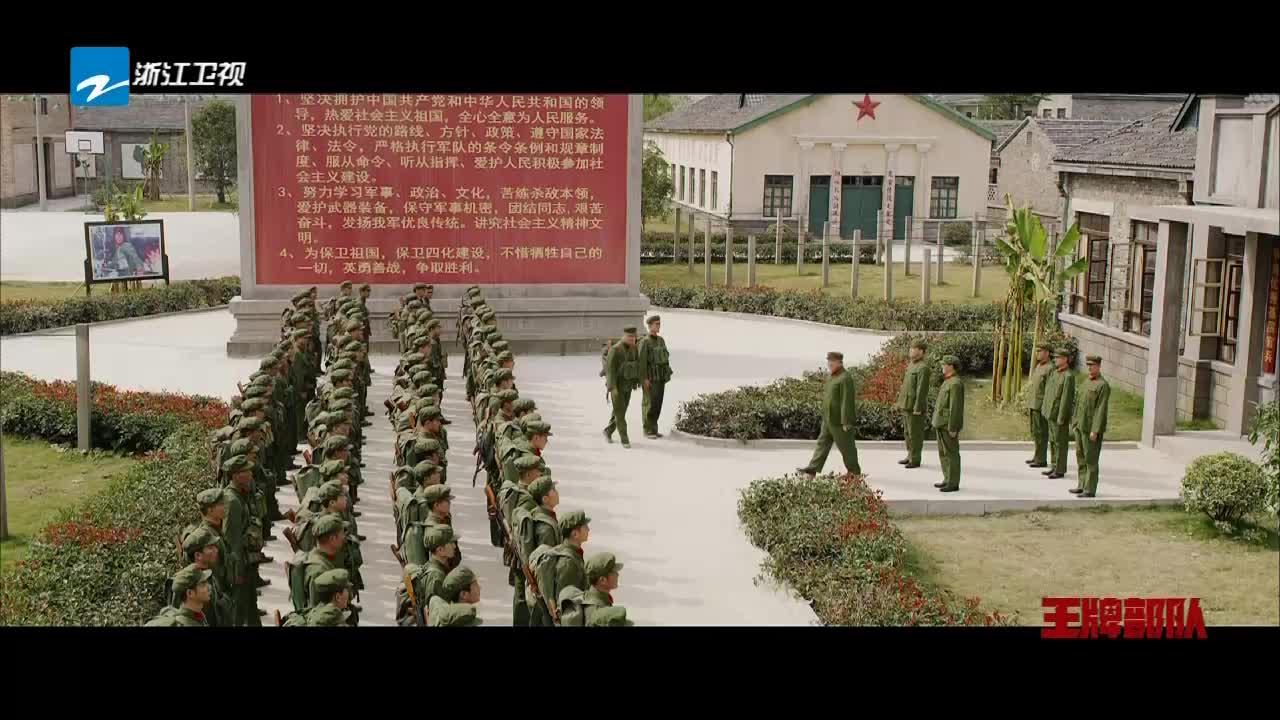 浙江卫视
1、坚决拥护中国共产党和中华人民共和国的领
导，热爱社会主义祖国，全心全意为人民服务。
2、坚决执行党的路线、方针、政策、遵守国家法
律、法令，严格执行军队的条令条例和规章制
度、服从命令、听从指挥、爱护人民积极参加社
会主义建设。
3、努力学习军事、政治、文化，苦练杀敌本领，
爱护武器装备，保守军事机密，团结同志，艰苦
奋斗，发扬我军优良传统。讲究社会主义精神文
明。
4、为保卫祖国，保卫四化建设，不惜牺牲自己的
一切，英勇善战，争取胜利。
王牌部队